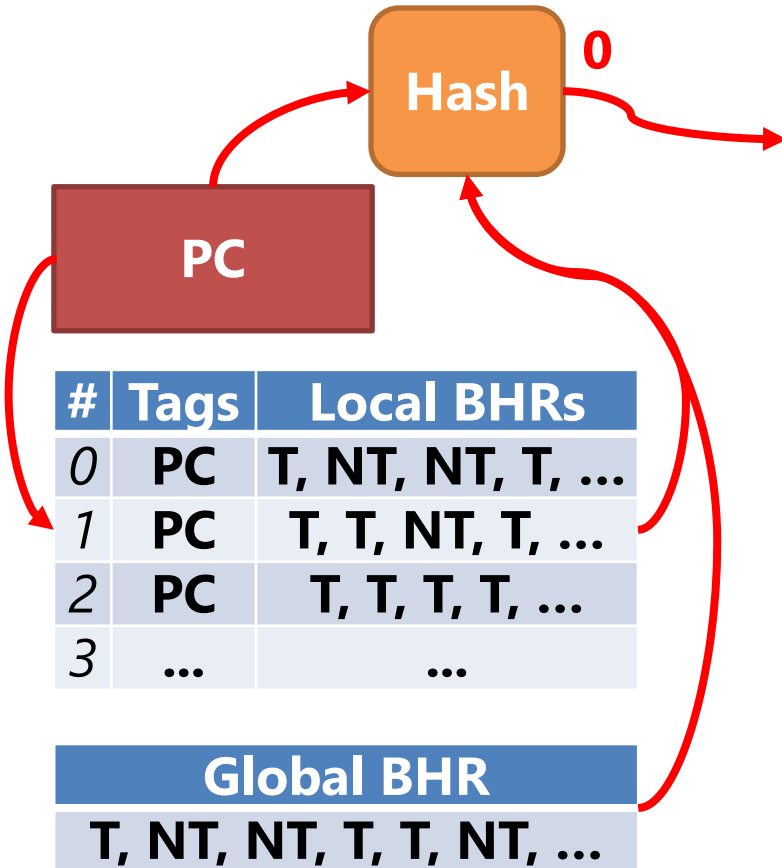 0
Hash
PC
# Tags Local BHRs
0 PC T, NT, NT, T, ...
1 PC T, T, NT, T, ...
2 PC T, T, T, T, ...
3 ... ...
Global BHR
T, NT, NT, T, T, NT, ...